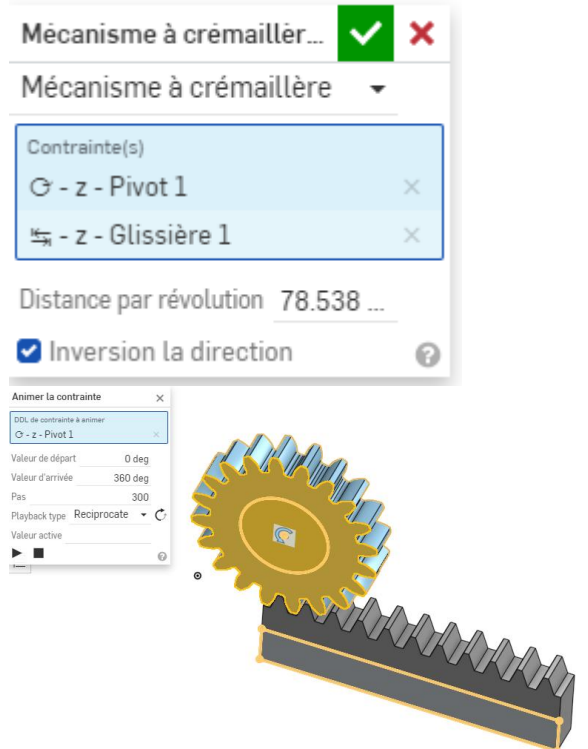 Mécanisme à crémaillèr...
Mécanisme à crémaillère
Contrainte(s)
- z - Pivot 1
- z - Glissière 1
Distance par révolution 78.538 ...
Inversion la direction
Animer la contrainte
DDL de contrainte à animer
- z - Pivot 1
Valeur de départ 0 deg
Valeur d'arrivée 360 deg
Pas 300
Playback type Reciprocate
Valeur active